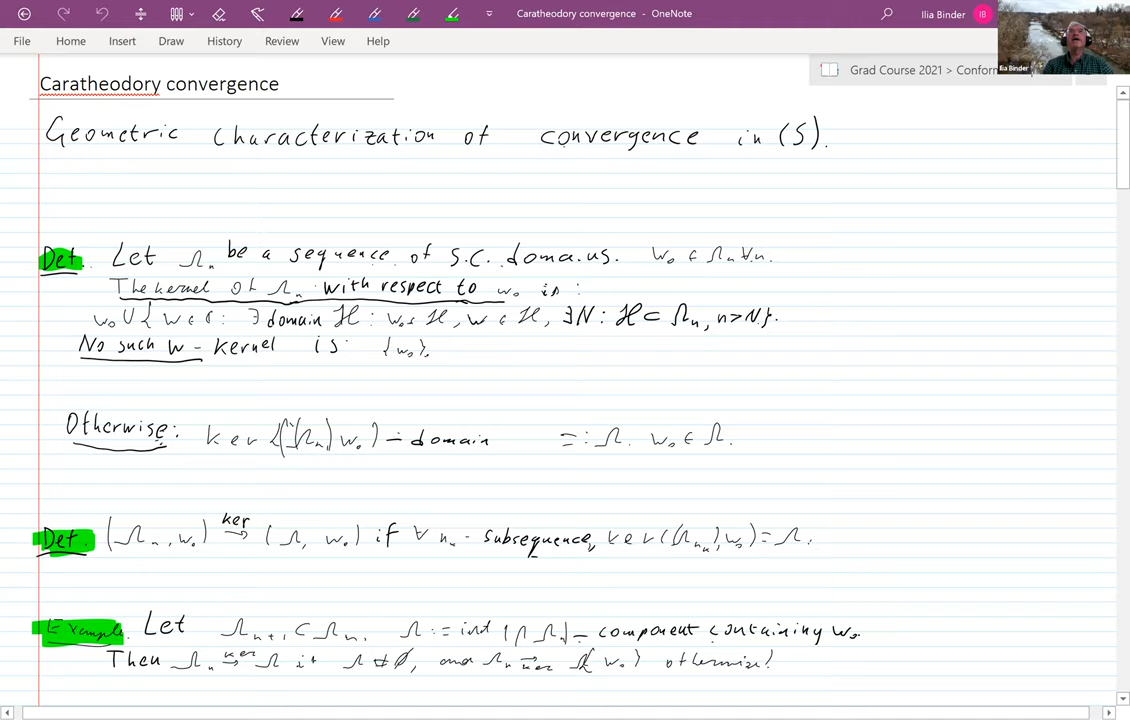 Caratheodory convergence - OneNote
Ilia Binder IB
File Home Insert Draw History Review View Help
Ilia Binder
Grad Course 2021 > Conform
Caratheodory convergence
Geometric characterization of convergence in (S).
Def. Let Ωₙ be a sequence of s.c. domains. w₀ ∈ Ωₙ ∀n.
The kernel of Ωₙ with respect to w₀ is:
w₀ ∪ { w ∈ ℂ: ∃ domain H : w₀ ∈ H, w ∈ H, ∃N : H ⊂ Ωₙ, n > N}.
No such w - kernel is {w₀}.
Otherwise: ker ((Ωₙ), w₀) - domain =: Ω. w₀ ∈ Ω.
Def. (Ωₙ, w₀) →ker (Ω, w₀) if ∀ nₖ - subsequence, ker((Ωnₖ), w₀) = Ω.
Example. Let Ωₙ₊₁ ⊂ Ωₙ. Ω := int (∩ Ωₙ) - component containing w₀.
Then Ωₙ →ker Ω if Ω ≠ ∅, and Ωₙ →ker {w₀} otherwise!